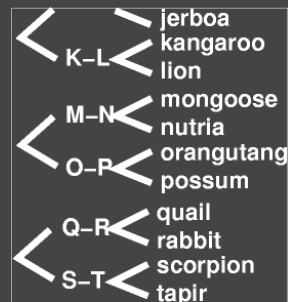 jerboa
kangaroo
K–L
lion
mongoose
M–N
nutria
orangutang
O–P
possum
quail
Q–R
rabbit
scorpion
S–T
tapir